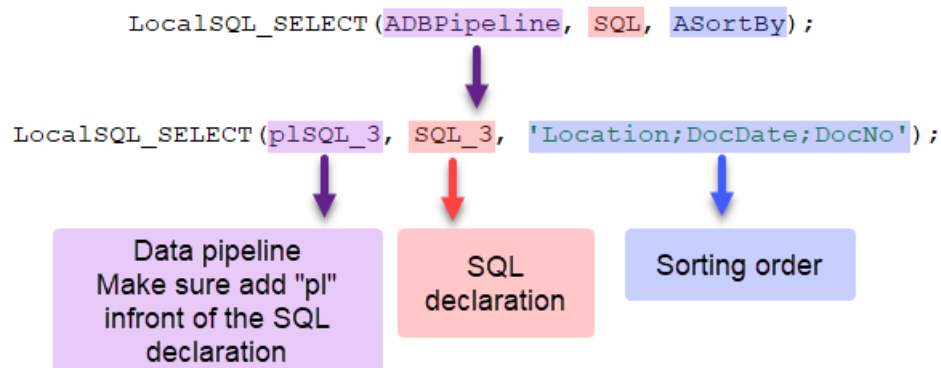 LocalSQL_SELECT(ADBPipeline, SQL, ASortBy);
LocalSQL_SELECT(plSQL_3, SQL_3, 'Location;DocDate;DocNo');
Data pipeline
Make sure add "pl"
infront of the SQL
declaration
SQL
declaration
Sorting order